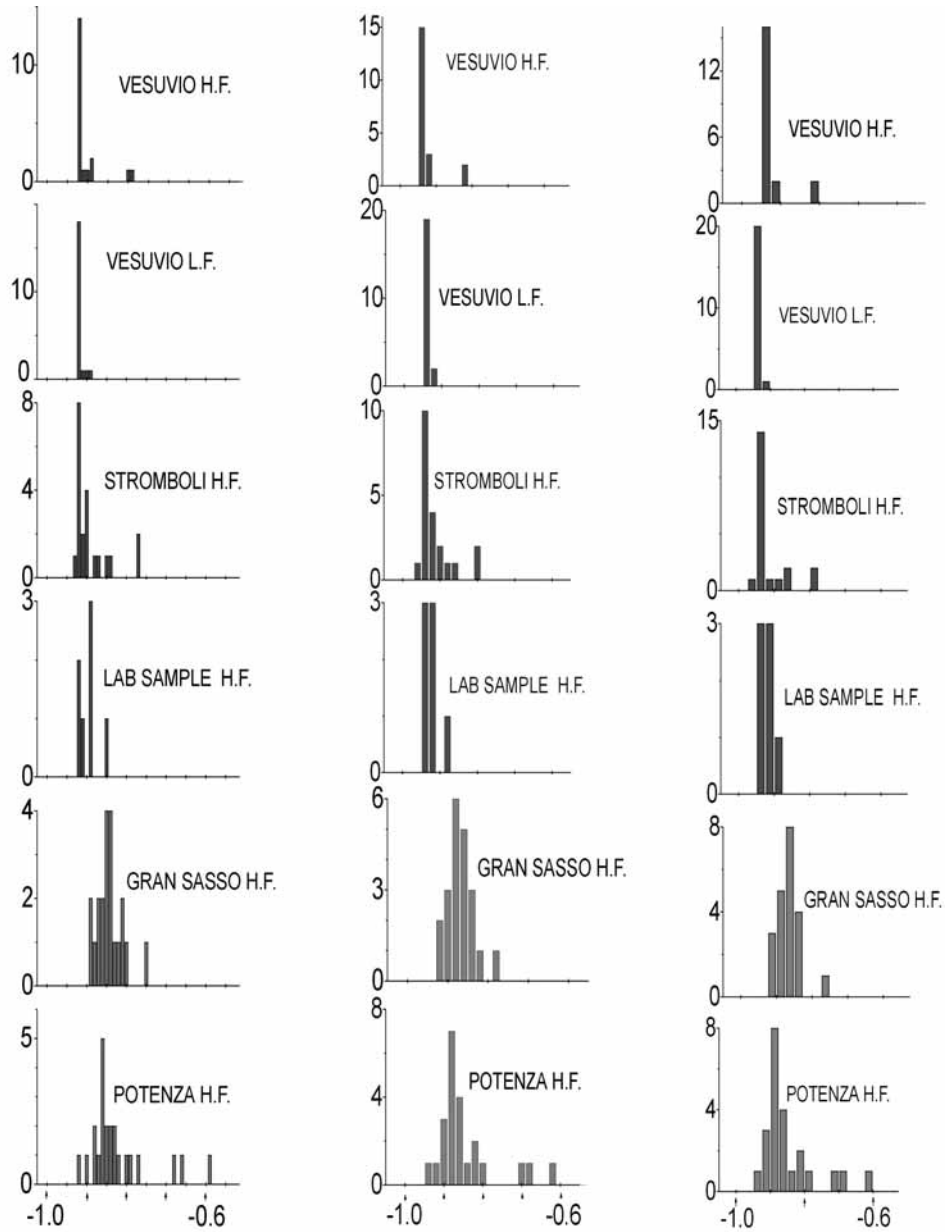 10
0
VESUVIO H.F.
15
10
5
0
VESUVIO H.F.
12
6
0
VESUVIO H.F.
10
0
VESUVIO L.F.
20
10
0
VESUVIO L.F.
20
10
0
VESUVIO L.F.
8
4
0
STROMBOLI H.F.
10
5
0
STROMBOLI H.F.
15
0
STROMBOLI H.F.
3
0
LAB SAMPLE H.F.
3
0
LAB SAMPLE H.F.
3
0
LAB SAMPLE H.F.
4
2
0
GRAN SASSO H.F.
6
3
0
GRAN SASSO H.F.
8
4
0
GRAN SASSO H.F.
5
0
POTENZA H.F.
8
4
0
POTENZA H.F.
8
4
0
POTENZA H.F.
-1.0 -0.6
-1.0 -0.6
-1.0 -0.6